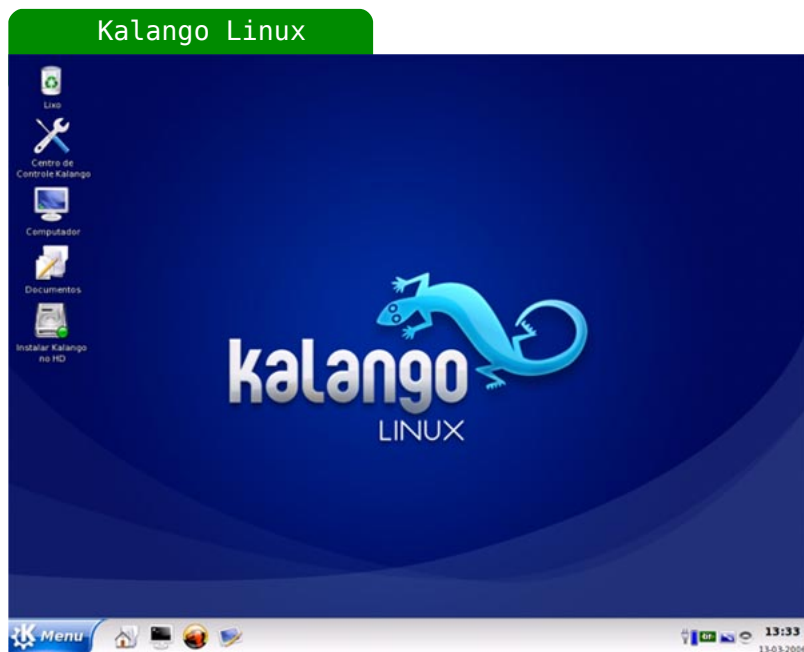 Kalango Linux
Lixo
Centro de
Controle Kalango
Computador
Documentos
Instalar Kalango
no HD
kalango
LINUX
Menu
13:33